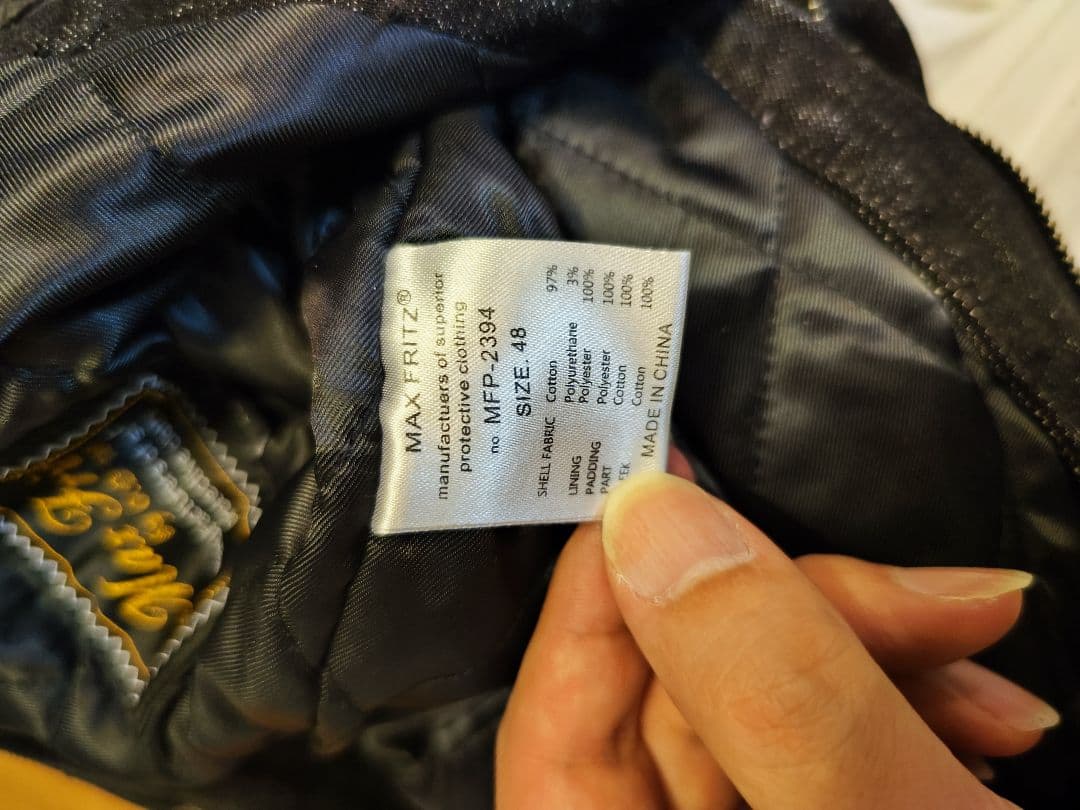 MAX FRITZ®
manufactuers of superior
protective clothing
no MFP-2394
SIZE. 48
SHELL FABRIC Cotton 97%
Polyurethane 3%
LINING Polyester 100%
PADDING Polyester 100%
PART Cotton 100%
Cotton 100%
MADE IN CHINA